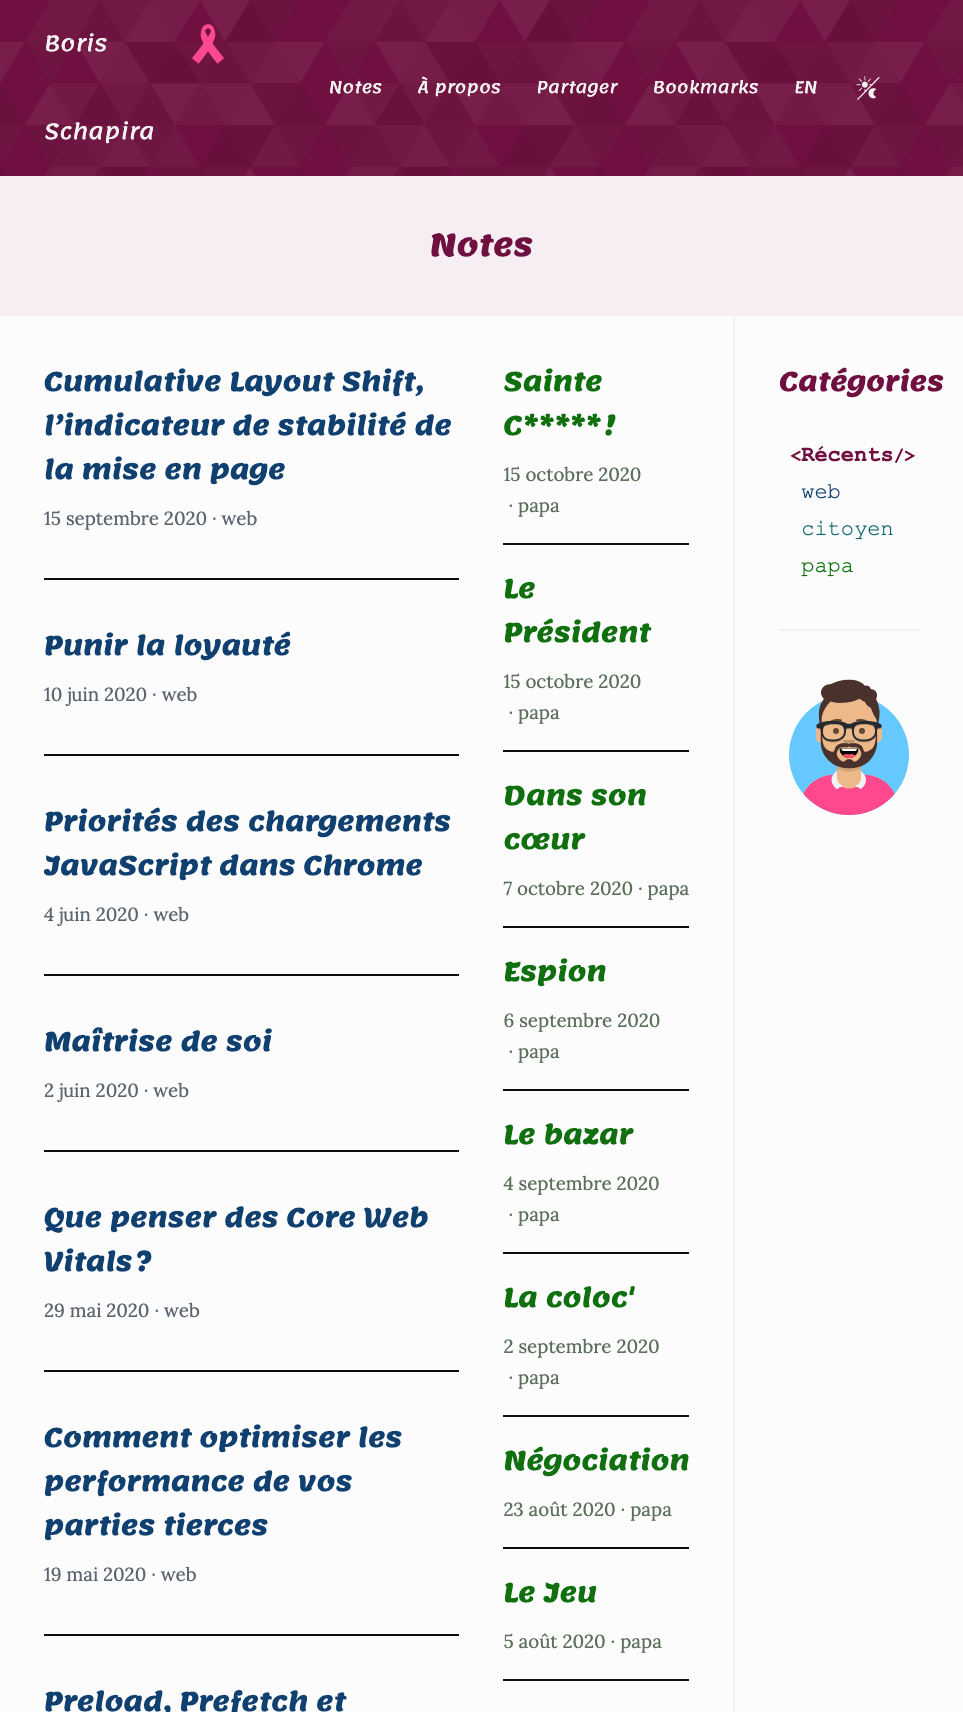 Boris
Schapira
Notes À propos Partager Bookmarks EN
Notes
Cumulative Layout Shift,
l’indicateur de stabilité de
la mise en page
15 septembre 2020 · web
Punir la loyauté
10 juin 2020 · web
Priorités des chargements
JavaScript dans Chrome
4 juin 2020 · web
Maîtrise de soi
2 juin 2020 · web
Que penser des Core Web
Vitals ?
29 mai 2020 · web
Comment optimiser les
performance de vos
parties tierces
19 mai 2020 · web
Preload, Prefetch et
Sainte
C***** !
15 octobre 2020
· papa
Le
Président
15 octobre 2020
· papa
Dans son
cœur
7 octobre 2020 · papa
Espion
6 septembre 2020
· papa
Le bazar
4 septembre 2020
· papa
La coloc'
2 septembre 2020
· papa
Négociation
23 août 2020 · papa
Le Jeu
5 août 2020 · papa
Catégories
<Récents/>
web
citoyen
papa